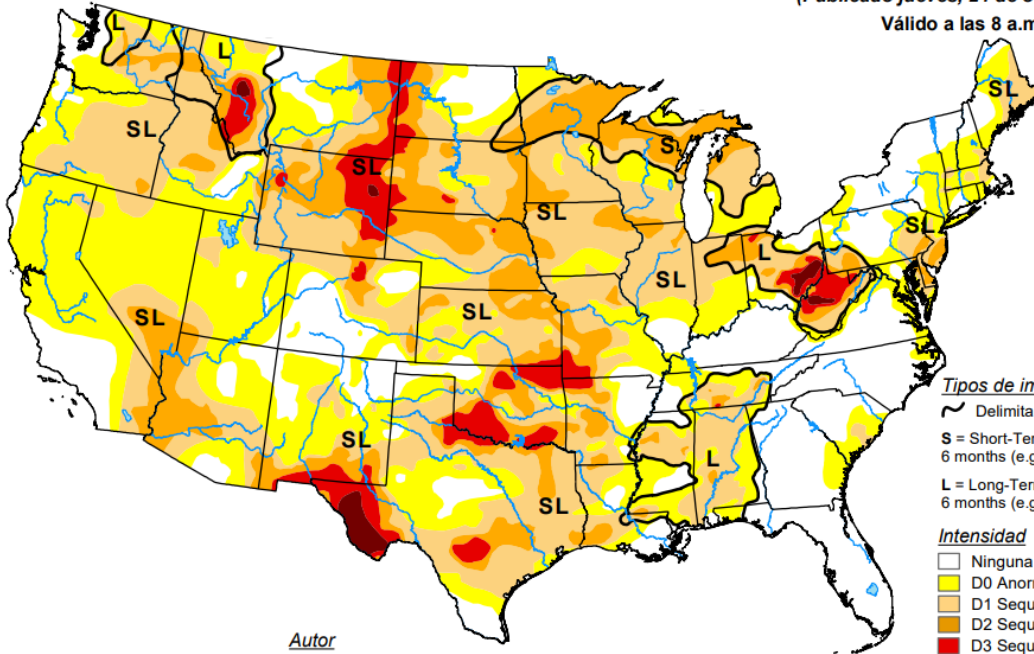 Válido a las 8 a.m
L
L
SL
SL
SL
S
SL
SL
L
SL
SL
SL
SL
SL
L
SL
Tipos de in
Delimita
S = Short-Ter
6 months (e.g
L = Long-Ter
6 months (e.g
Intensidad
Ninguna
D0 Anor
D1 Sequ
D2 Sequ
D3 Sequ
Autor